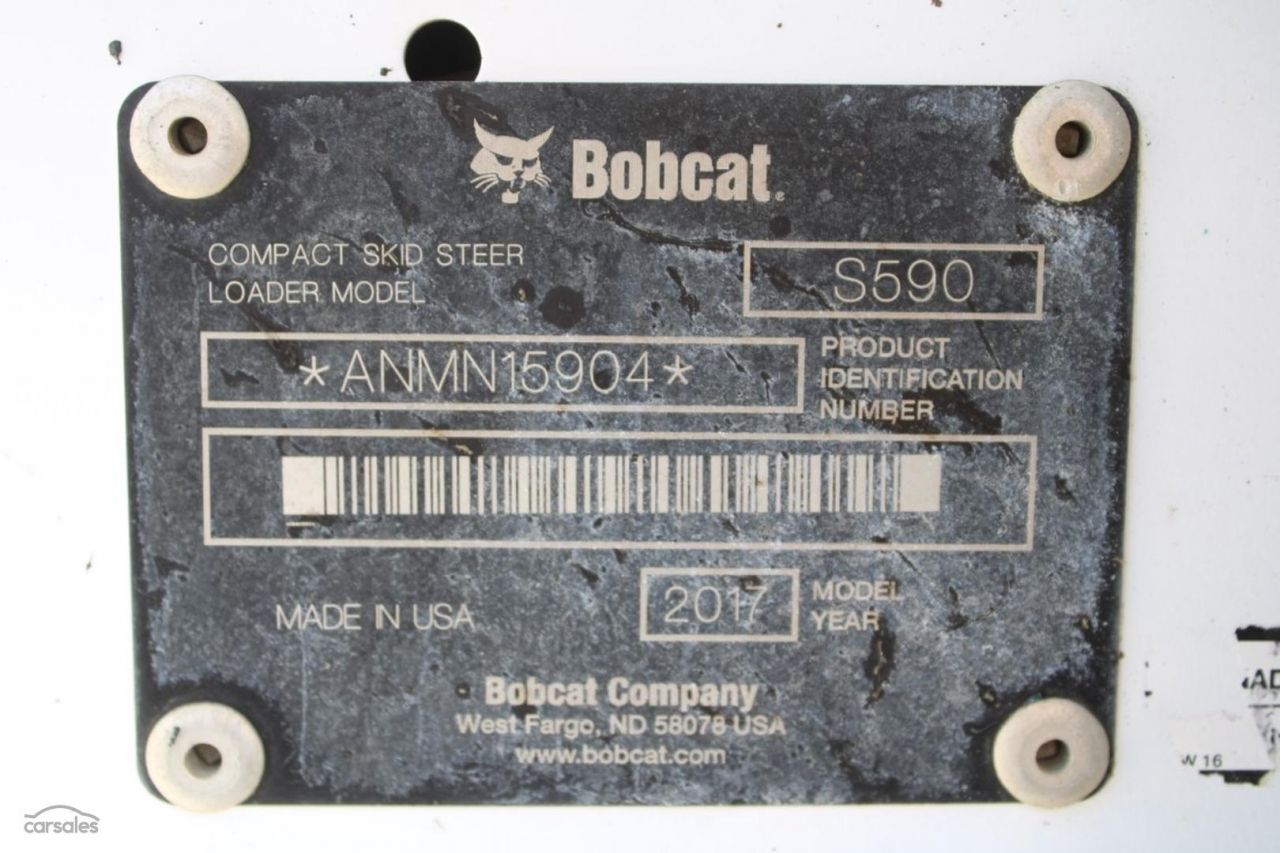 Bobcat.
COMPACT SKID STEER
LOADER MODEL
S590
*ANMN15904*
PRODUCT
IDENTIFICATION
NUMBER
MADE IN USA
2017
MODEL
YEAR
Bobcat Company
West Fargo, ND 58078 USA
www.bobcat.com
W 16
carsales